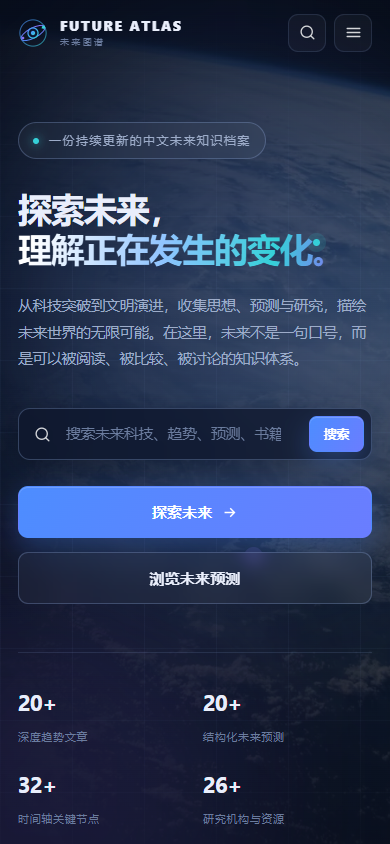 FUTURE ATLAS
未来图谱
一份持续更新的中文未来知识档案
探索未来，
理解正在发生的变化。
从科技突破到文明演进，收集思想、预测与研究，描绘
未来世界的无限可能。在这里，未来不是一句口号，而
是可以被阅读、被比较、被讨论的知识体系。
搜索未来科技、趋势、预测、书籍
搜索
探索未来 →
浏览未来预测
20+
20+
深度趋势文章
结构化未来预测
32+
26+
时间轴关键节点
研究机构与资源